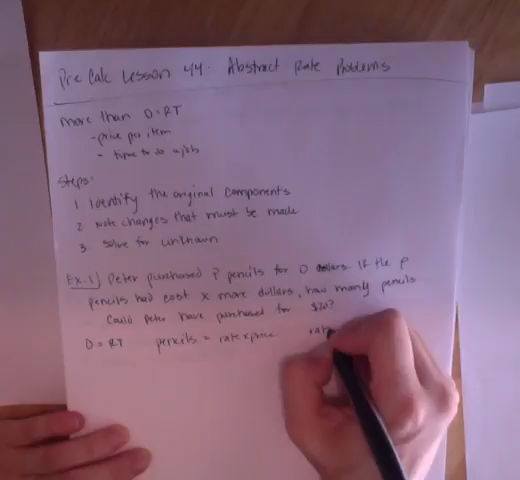 Pre Calc Lesson 44: Abstract Rate Problems
more than D=RT
- price per item
- time to do a job
Steps:
1 Identify the original components
2 note changes that must be made
3 solve for unknown
Ex. 1) Peter purchased P pencils for D dollars. If the P
pencils had cost x more dollars, how many pencils
could Peter have purchased for $20?
D = RT pencils = rate x price rate